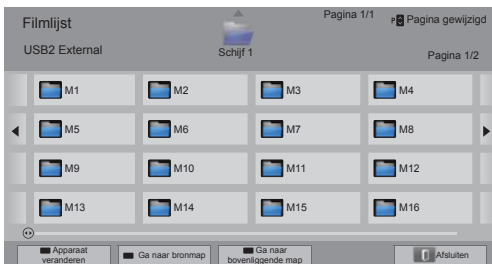 Filmlijst
Pagina 1/1
P Pagina gewijzigd
USB2 External
Schijf 1
Pagina 1/2
M1 M2 M3 M4
M5 M6 M7 M8
M9 M10 M11 M12
M13 M14 M15 M16
Apparaat veranderen
Ga naar bronmap
Ga naar bovenliggende map
Afsluiten